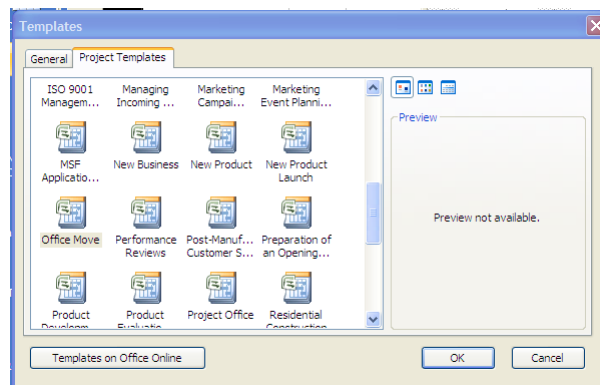 Templates
General Project Templates
ISO 9001 Managing Marketing Marketing
Managem... Incoming ... Campai... Event Planni...
Preview
MSF New Business New Product New Product
Applicatio... Launch
Preview not available.
Office Move Performance Post-Manuf... Preparation of
Reviews Customer S... an Opening...
Product Product Project Office Residential
Developm... Evaluatio... Construction
Templates on Office Online OK Cancel